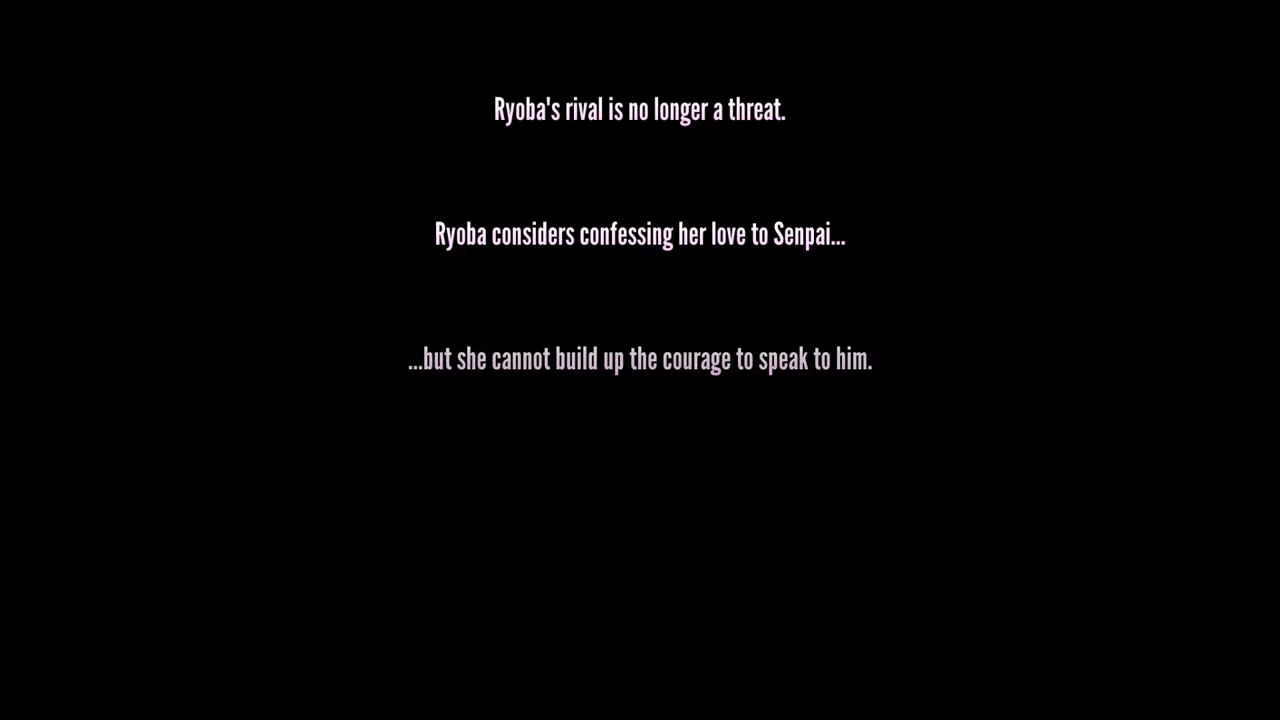 Ryoba's rival is no longer a threat.
Ryoba considers confessing her love to Senpai...
...but she cannot build up the courage to speak to him.